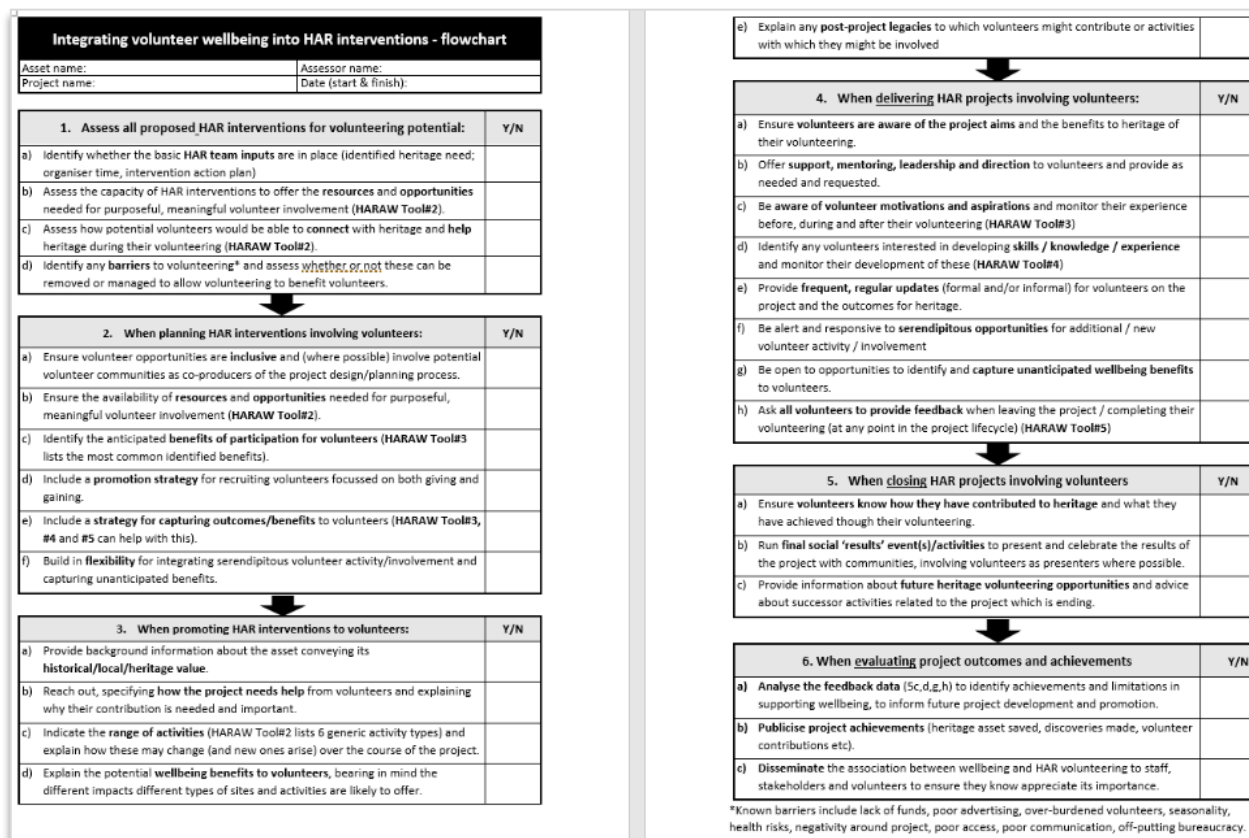 Integrating volunteer wellbeing into HAR interventions - flowchart
Asset name: Assessor name:
Project name: Date (start & finish):
1. Assess all proposed HAR interventions for volunteering potential: Y/N
a) Identify whether the basic HAR team inputs are in place (identified heritage need;
organiser time, intervention action plan)
b) Assess the capacity of HAR interventions to offer the resources and opportunities
needed for purposeful, meaningful volunteer involvement (HARAW Tool#2).
c) Assess how potential volunteers would be able to connect with heritage and help
heritage during their volunteering (HARAW Tool#2).
d) Identify any barriers to volunteering* and assess whether or not these can be
removed or managed to allow volunteering to benefit volunteers.
2. When planning HAR interventions involving volunteers: Y/N
a) Ensure volunteer opportunities are inclusive and (where possible) involve potential
volunteer communities as co-producers of the project design/planning process.
b) Ensure the availability of resources and opportunities needed for purposeful,
meaningful volunteer involvement (HARAW Tool#2).
c) Identify the anticipated benefits of participation for volunteers (HARAW Tool#3
lists the most common identified benefits).
d) Include a promotion strategy for recruiting volunteers focussed on both giving and
gaining.
e) Include a strategy for capturing outcomes/benefits to volunteers (HARAW Tool#3,
#4 and #5 can help with this).
f) Build in flexibility for integrating serendipitous volunteer activity/involvement and
capturing unanticipated benefits.
3. When promoting HAR interventions to volunteers: Y/N
a) Provide background information about the asset conveying its
historical/local/heritage value.
b) Reach out, specifying how the project needs help from volunteers and explaining
why their contribution is needed and important.
c) Indicate the range of activities (HARAW Tool#2 lists 6 generic activity types) and
explain how these may change (and new ones arise) over the course of the project.
d) Explain the potential wellbeing benefits to volunteers, bearing in mind the
different impacts different types of sites and activities are likely to offer.
e) Explain any post-project legacies to which volunteers might contribute or activities
with which they might be involved
4. When delivering HAR projects involving volunteers: Y/N
a) Ensure volunteers are aware of the project aims and the benefits to heritage of
their volunteering.
b) Offer support, mentoring, leadership and direction to volunteers and provide as
needed and requested.
c) Be aware of volunteer motivations and aspirations and monitor their experience
before, during and after their volunteering (HARAW Tool#3)
d) Identify any volunteers interested in developing skills / knowledge / experience
and monitor their development of these (HARAW Tool#4)
e) Provide frequent, regular updates (formal and/or informal) for volunteers on the
project and the outcomes for heritage.
f) Be alert and responsive to serendipitous opportunities for additional / new
volunteer activity / involvement
g) Be open to opportunities to identify and capture unanticipated wellbeing benefits
to volunteers.
h) Ask all volunteers to provide feedback when leaving the project / completing their
volunteering (at any point in the project lifecycle) (HARAW Tool#5)
5. When closing HAR projects involving volunteers Y/N
a) Ensure volunteers know how they have contributed to heritage and what they
have achieved though their volunteering.
b) Run final social 'results' event(s)/activities to present and celebrate the results of
the project with communities, involving volunteers as presenters where possible.
c) Provide information about future heritage volunteering opportunities and advice
about successor activities related to the project which is ending.
6. When evaluating project outcomes and achievements Y/N
a) Analyse the feedback data (5c,d,g,h) to identify achievements and limitations in
supporting wellbeing, to inform future project development and promotion.
b) Publicise project achievements (heritage asset saved, discoveries made, volunteer
contributions etc).
c) Disseminate the association between wellbeing and HAR volunteering to staff,
stakeholders and volunteers to ensure they know appreciate its importance.
*Known barriers include lack of funds, poor advertising, over-burdened volunteers, seasonality,
health risks, negativity around project, poor access, poor communication, off-putting bureaucracy.